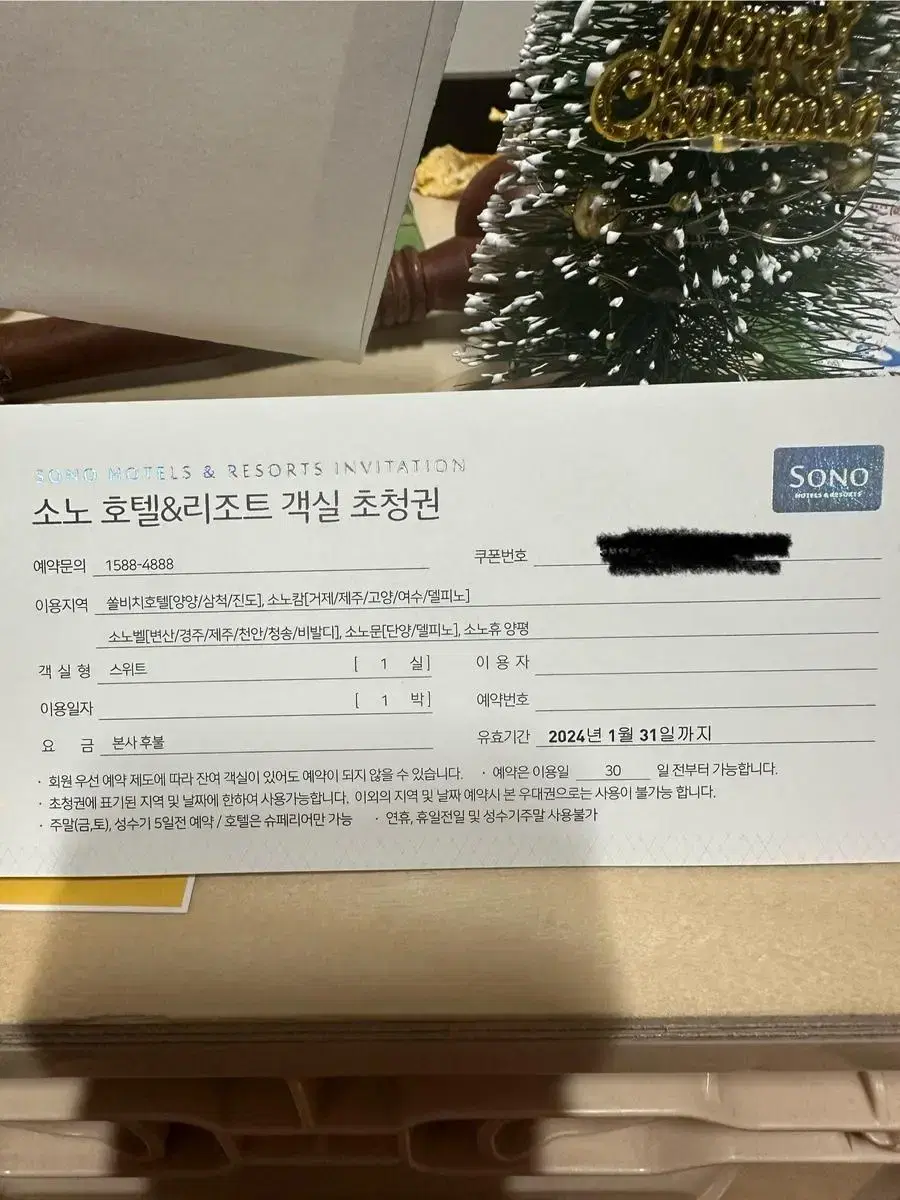 Merry
Christmas
SONO HOTELS & RESORTS INVITATION
소노 호텔&리조트 객실 초청권
SONO
HOTELS & RESORTS
예약문의 1588-4888 쿠폰번호
이용지역 쏠비치호텔[양양/삼척/진도], 소노캄[거제/제주/고양/여수/델피노]
소노벨[변산/경주/제주/천안/청송/비발디], 소노문[단양/델피노], 소노휴 양평
객 실 형 스위트 [ 1 실 ] 이 용 자
이용일자 [ 1 박 ] 예약번호
요 금 본사 후불 유효기간 2024년 1월 31일까지
· 회원 우선 예약 제도에 따라 잔여 객실이 있어도 예약이 되지 않을 수 있습니다. · 예약은 이용일 30 일 전부터 가능합니다.
· 초청권에 표기된 지역 및 날짜에 한하여 사용가능합니다. 이외의 지역 및 날짜 예약시 본 우대권으로는 사용이 불가능 합니다.
· 주말(금,토), 성수기 5일전 예약 / 호텔은 슈페리어만 가능 · 연휴, 휴일전일 및 성수기주말 사용불가